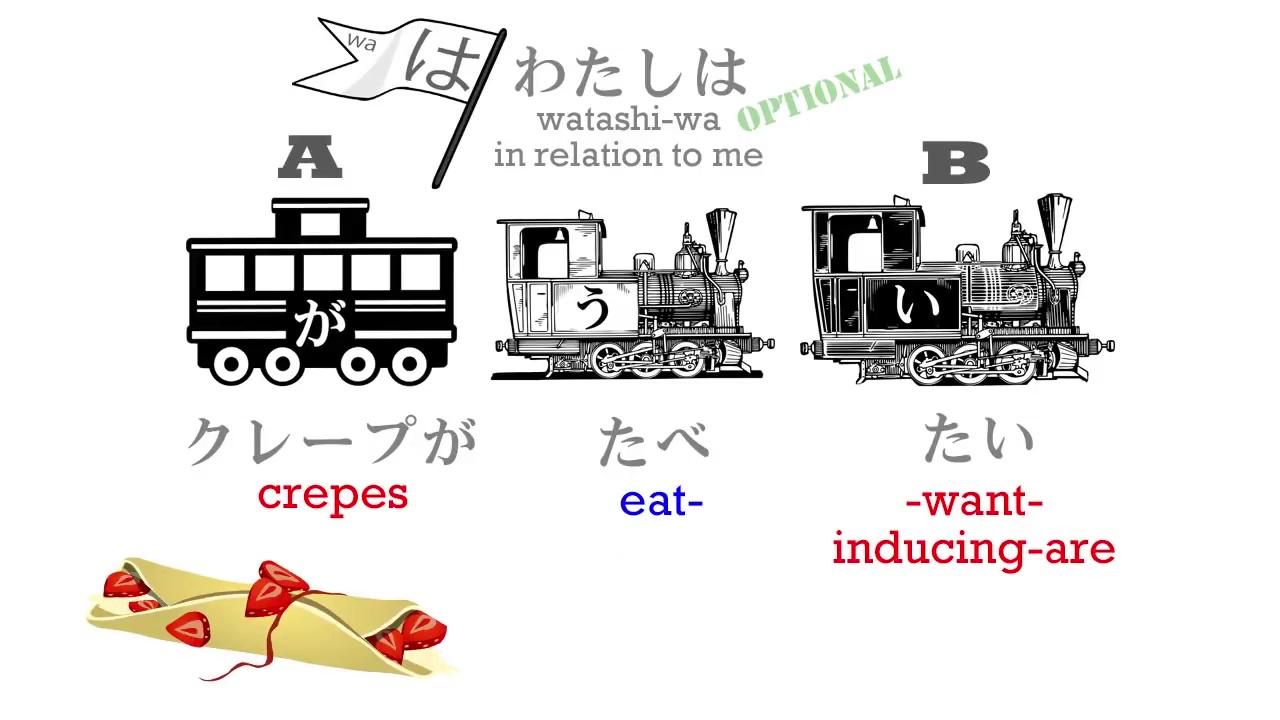 wa
は
わたしは
OPTIONAL
watashi-wa
in relation to me
A
B
が
う
い
クレープが
たべ
たい
crepes
eat-
-want-
inducing-are